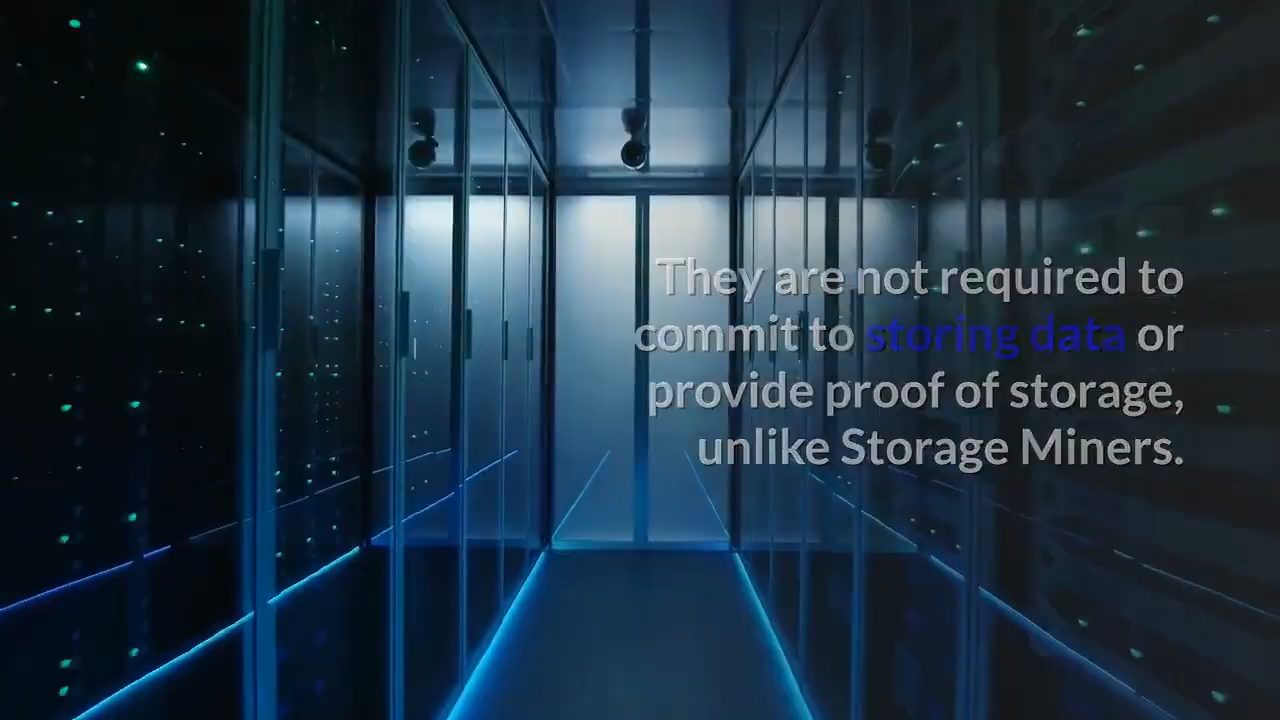 They are not required to
commit to storing data or
provide proof of storage,
unlike Storage Miners.